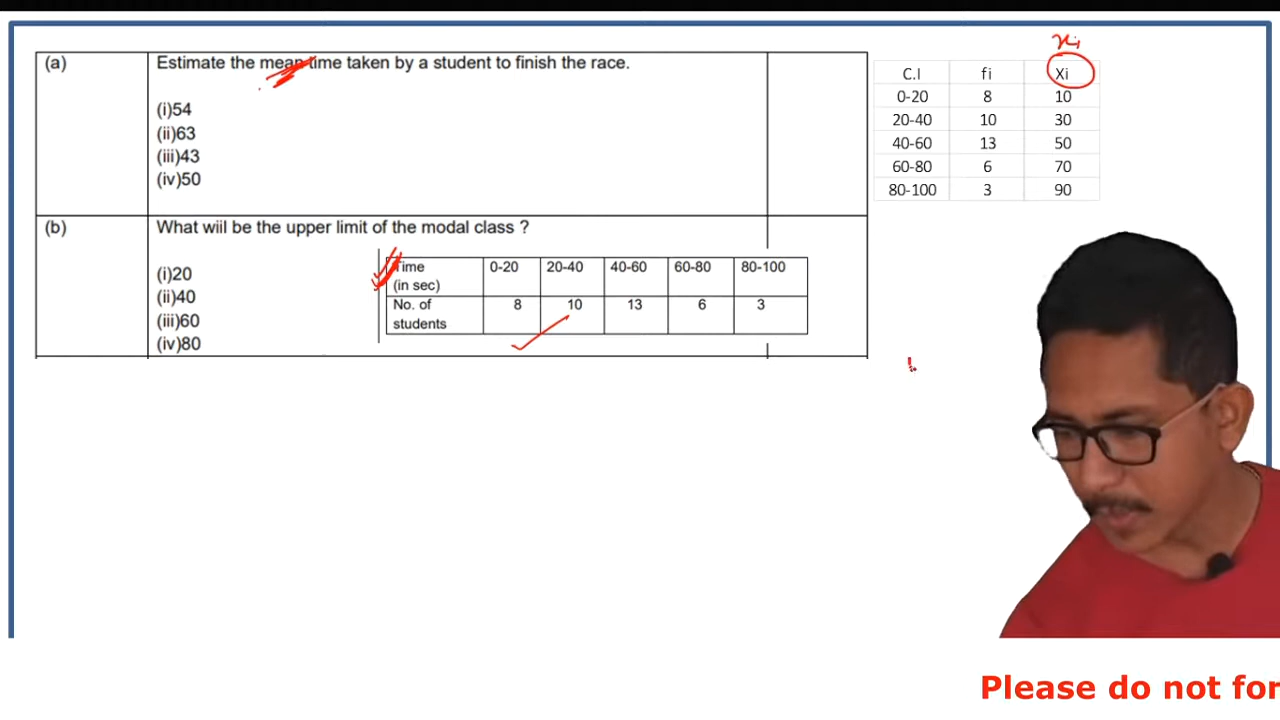 (a)
Estimate the mean time taken by a student to finish the race.
(i)54
(ii)63
(iii)43
(iv)50
xi
C.I fi Xi
0-20 8 10
20-40 10 30
40-60 13 50
60-80 6 70
80-100 3 90
(b)
What wiil be the upper limit of the modal class ?
(i)20
(ii)40
(iii)60
(iv)80
Time (in sec) 0-20 20-40 40-60 60-80 80-100
No. of students 8 10 13 6 3
Please do not for